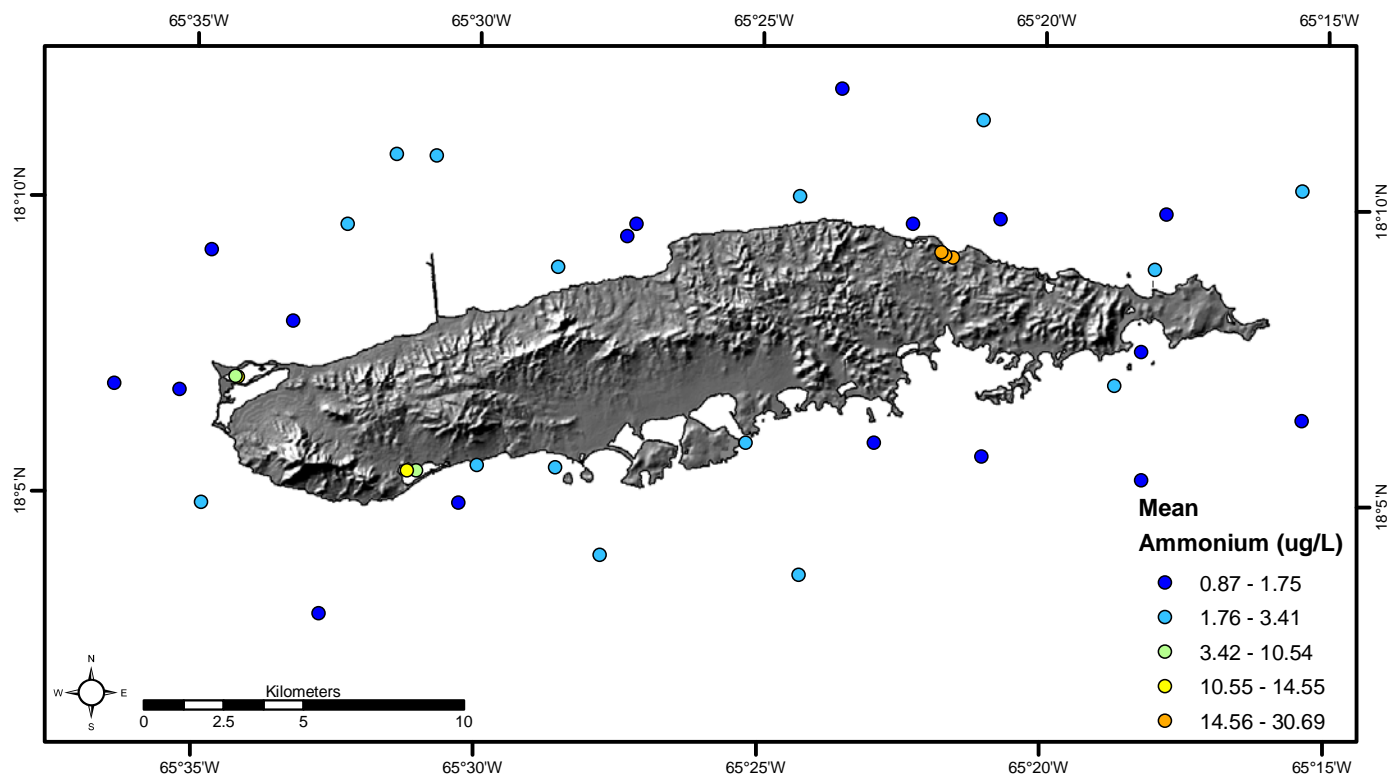 65°35'W 65°30'W 65°25'W 65°20'W 65°15'W
18°10'N 18°10'N
18°5'N 18°5'N
Mean
Ammonium (ug/L)
0.87 - 1.75
1.76 - 3.41
3.42 - 10.54
10.55 - 14.55
14.56 - 30.69
N
W E
S
Kilometers
0 2.5 5 10
65°35'W 65°30'W 65°25'W 65°20'W 65°15'W